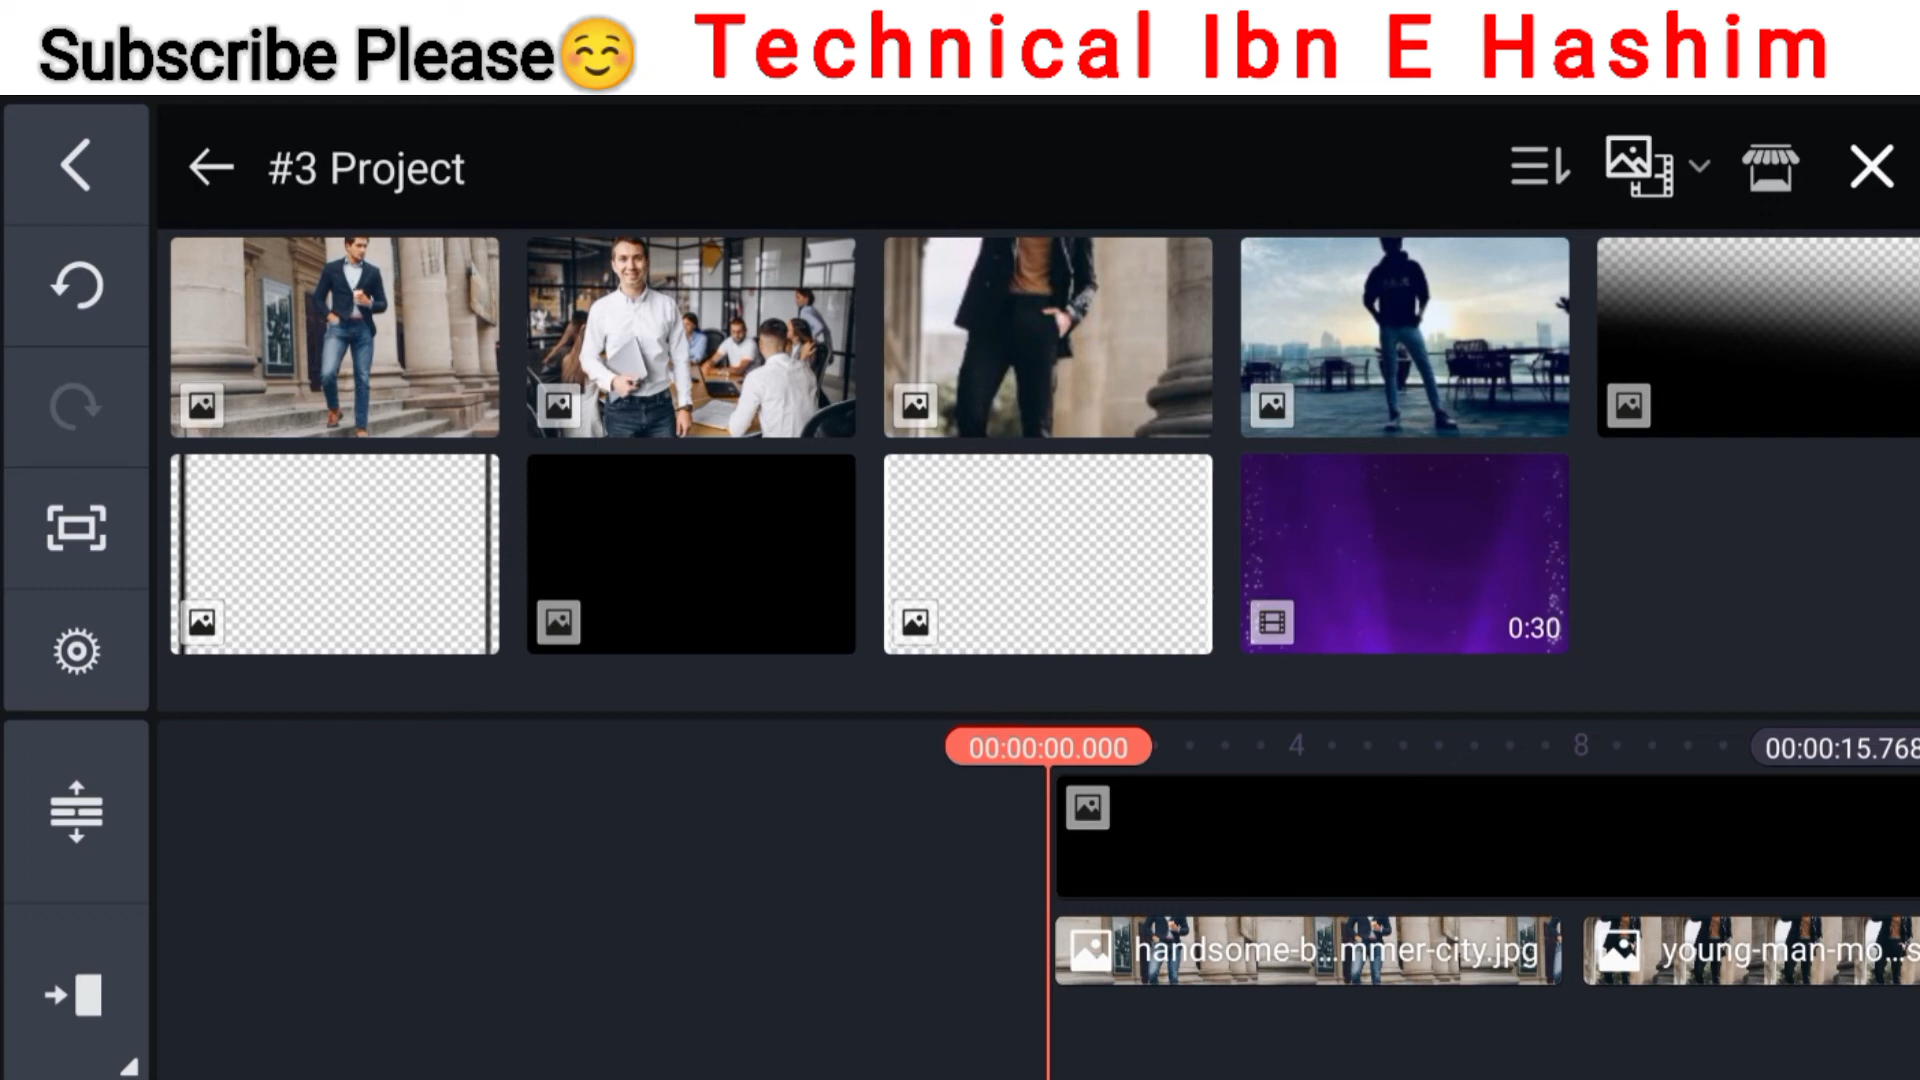 Subscribe Please😊 Technical Ibn E Hashim
#3 Project
0:30
00:00:00.000 4 8 00:00:15.768
handsome-b...mmer-city.jpg young-man-mo...s